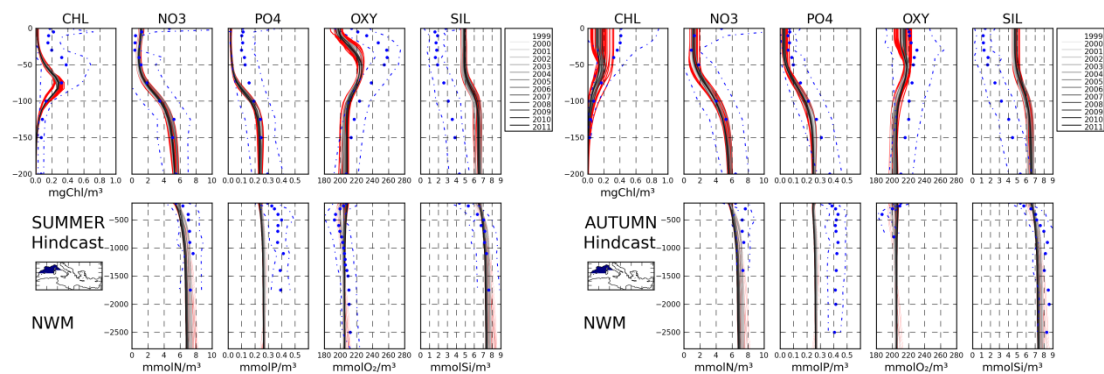 CHL NO3 PO4 OXY SIL
0
-50
-100
-150
-200
0.0 0.2 0.4 0.6 0.8 1.0
0 2 4 6 8 10
0.0 0.1 0.2 0.3 0.4 0.5
180 200 220 240 260 280
0 1 2 3 4 5 6 7 8 9
mgChl/m³
1999
2000
2001
2002
2003
2004
2005
2006
2007
2008
2009
2010
2011
SUMMER
Hindcast
NWM
-500
-1000
-1500
-2000
-2500
0 2 4 6 8 10
0.0 0.1 0.2 0.3 0.4 0.5
180 200 220 240 260 280
0 1 2 3 4 5 6 7 8 9
mmolN/m³ mmolP/m³ mmolO₂/m³ mmolSi/m³
CHL NO3 PO4 OXY SIL
0
-50
-100
-150
-200
0.0 0.2 0.4 0.6 0.8 1.0
0 2 4 6 8 10
0.0 0.1 0.2 0.3 0.4 0.5
180 200 220 240 260 280
0 1 2 3 4 5 6 7 8 9
mgChl/m³
1999
2000
2001
2002
2003
2004
2005
2006
2007
2008
2009
2010
2011
AUTUMN
Hindcast
NWM
-500
-1000
-1500
-2000
-2500
0 2 4 6 8 10
0.0 0.1 0.2 0.3 0.4 0.5
180 200 220 240 260 280
0 1 2 3 4 5 6 7 8 9
mmolN/m³ mmolP/m³ mmolO₂/m³ mmolSi/m³